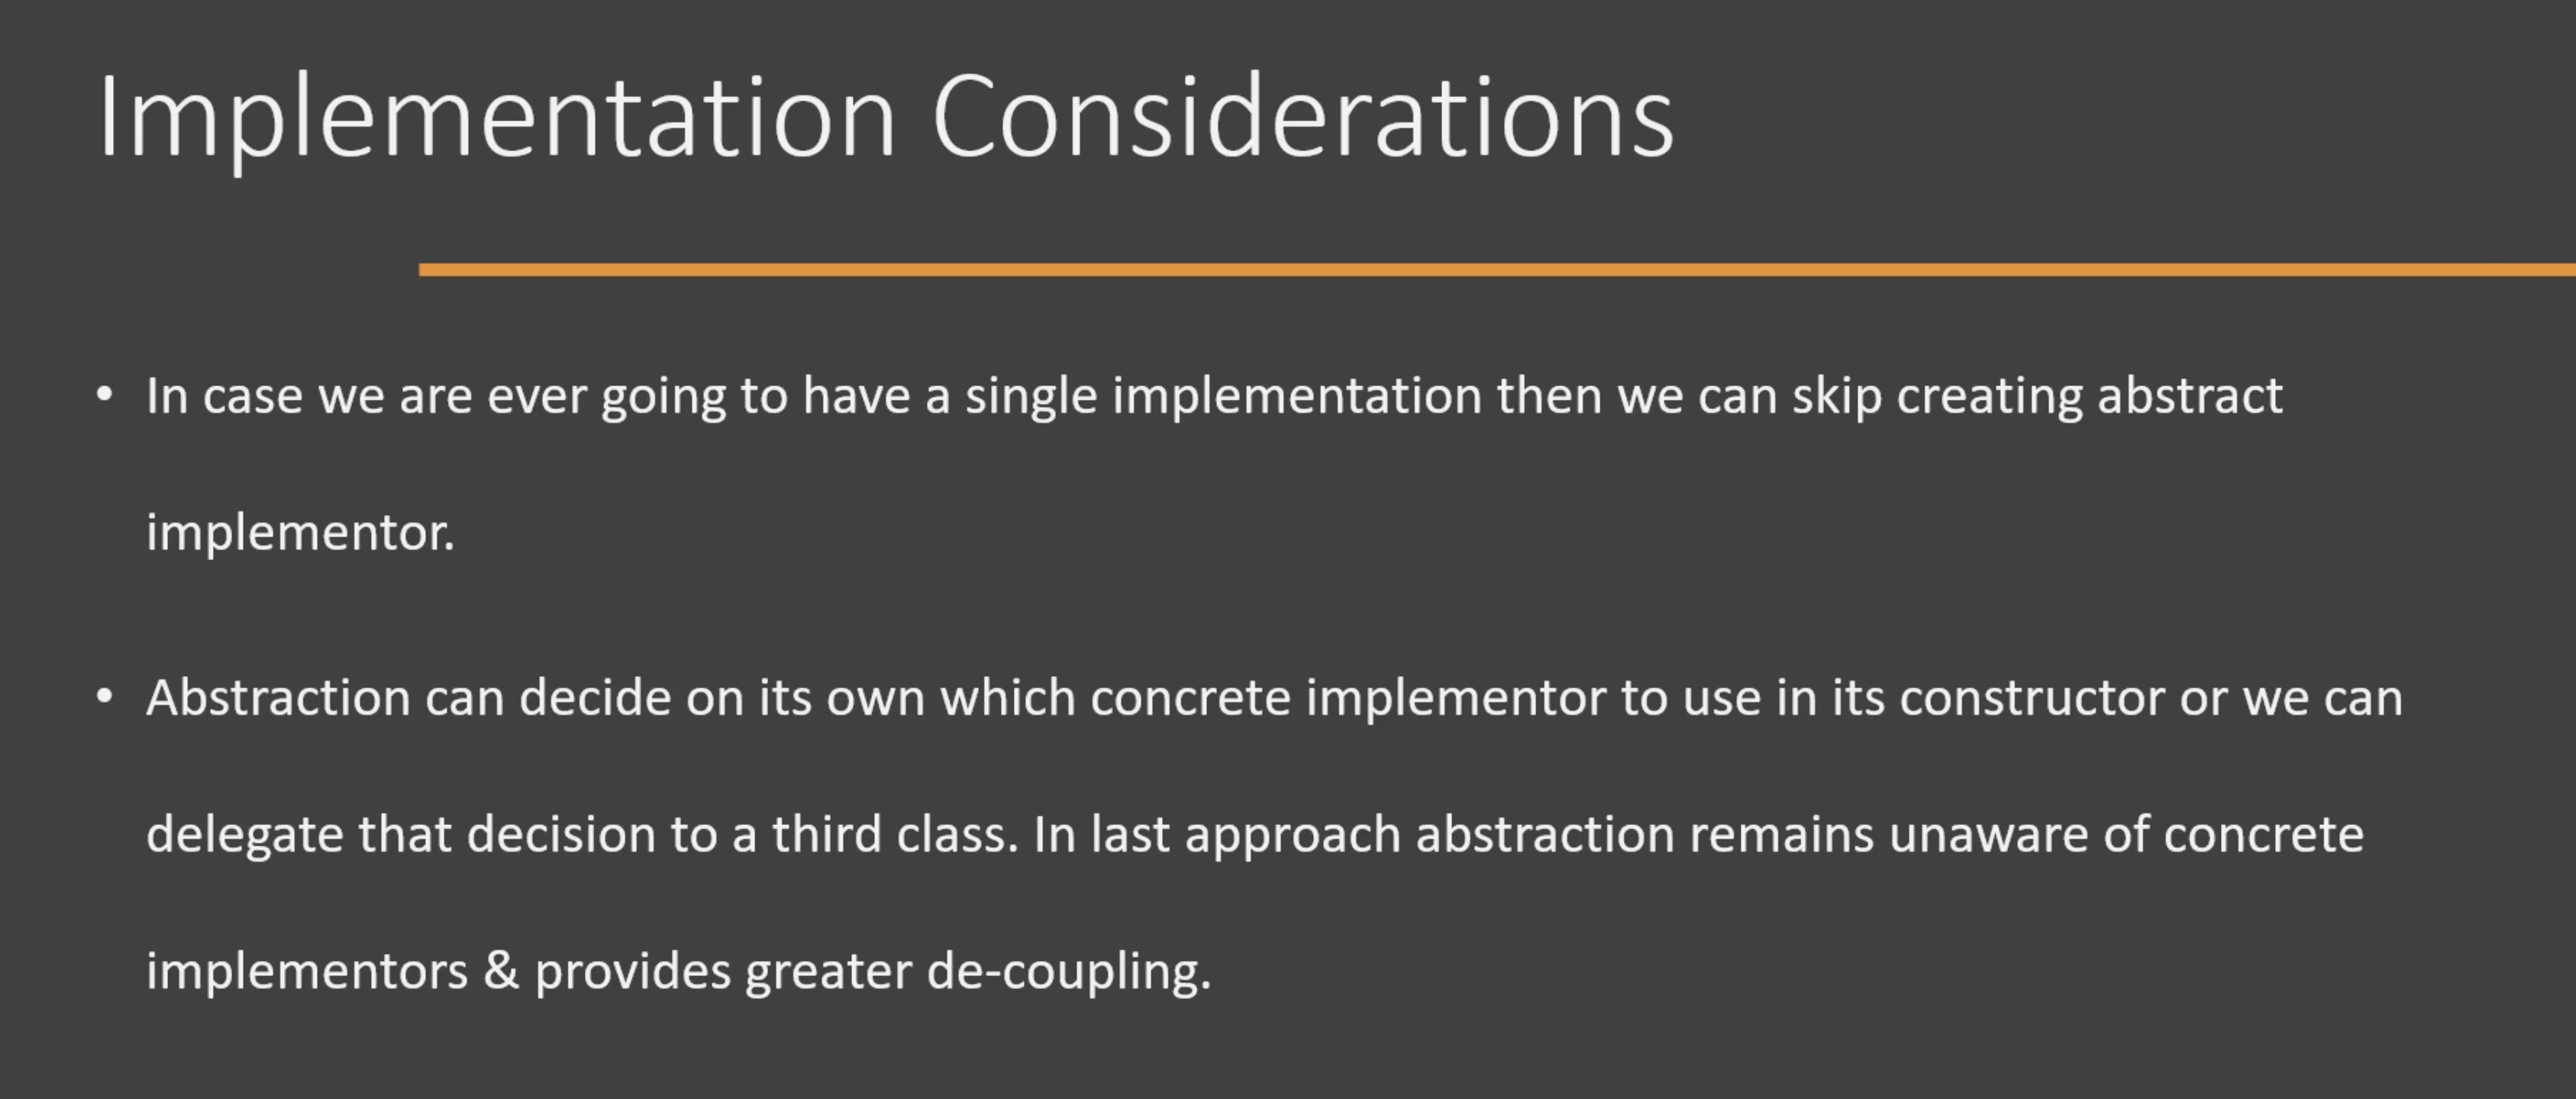 Implementation Considerations
• In case we are ever going to have a single implementation then we can skip creating abstract
implementor.
• Abstraction can decide on its own which concrete implementor to use in its constructor or we can
delegate that decision to a third class. In last approach abstraction remains unaware of concrete
implementors & provides greater de-coupling.